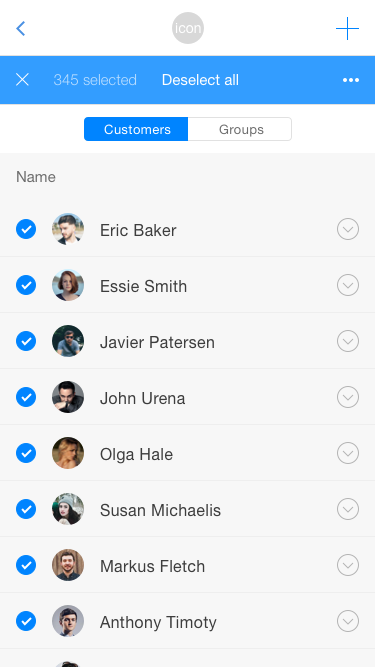 icon
345 selected Deselect all
Customers Groups
Name
Eric Baker
Essie Smith
Javier Patersen
John Urena
Olga Hale
Susan Michaelis
Markus Fletch
Anthony Timoty